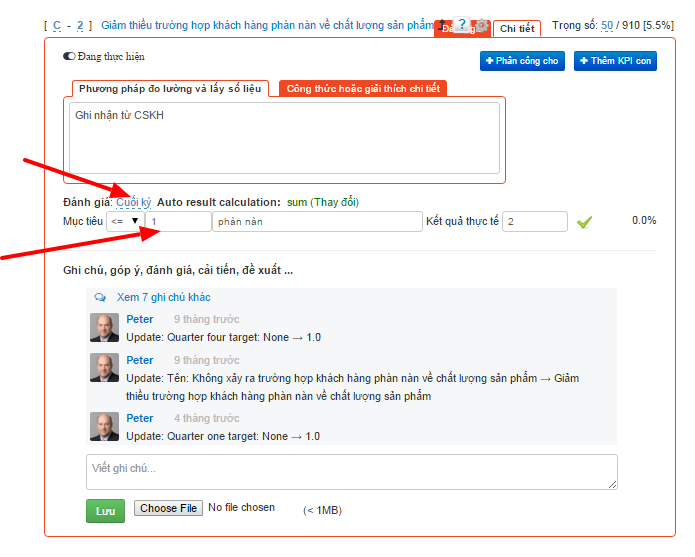 [ C - 2 ] Giảm thiểu trường hợp khách hàng phàn nàn về chất lượng sản phẩm ? Chi tiết Trọng số: 50 / 910 [5.5%]
Đang thực hiện
+ Phân công cho + Thêm KPI con
Phương pháp đo lường và lấy số liệu Công thức hoặc giải thích chi tiết
Ghi nhận từ CSKH
Đánh giá: Cuối kỳ Auto result calculation: sum (Thay đổi)
Mục tiêu <= 1 phàn nàn Kết quả thực tế 2 0.0%
Ghi chú, góp ý, đánh giá, cải tiến, đề xuất ...
Xem 7 ghi chú khác
Peter 9 tháng trước
Update: Quarter four target: None → 1.0
Peter 9 tháng trước
Update: Tên: Không xảy ra trường hợp khách hàng phàn nàn về chất lượng sản phẩm → Giảm
thiểu trường hợp khách hàng phàn nàn về chất lượng sản phẩm
Peter 4 tháng trước
Update: Quarter one target: None → 1.0
Viết ghi chú...
Lưu Choose File No file chosen (< 1MB)